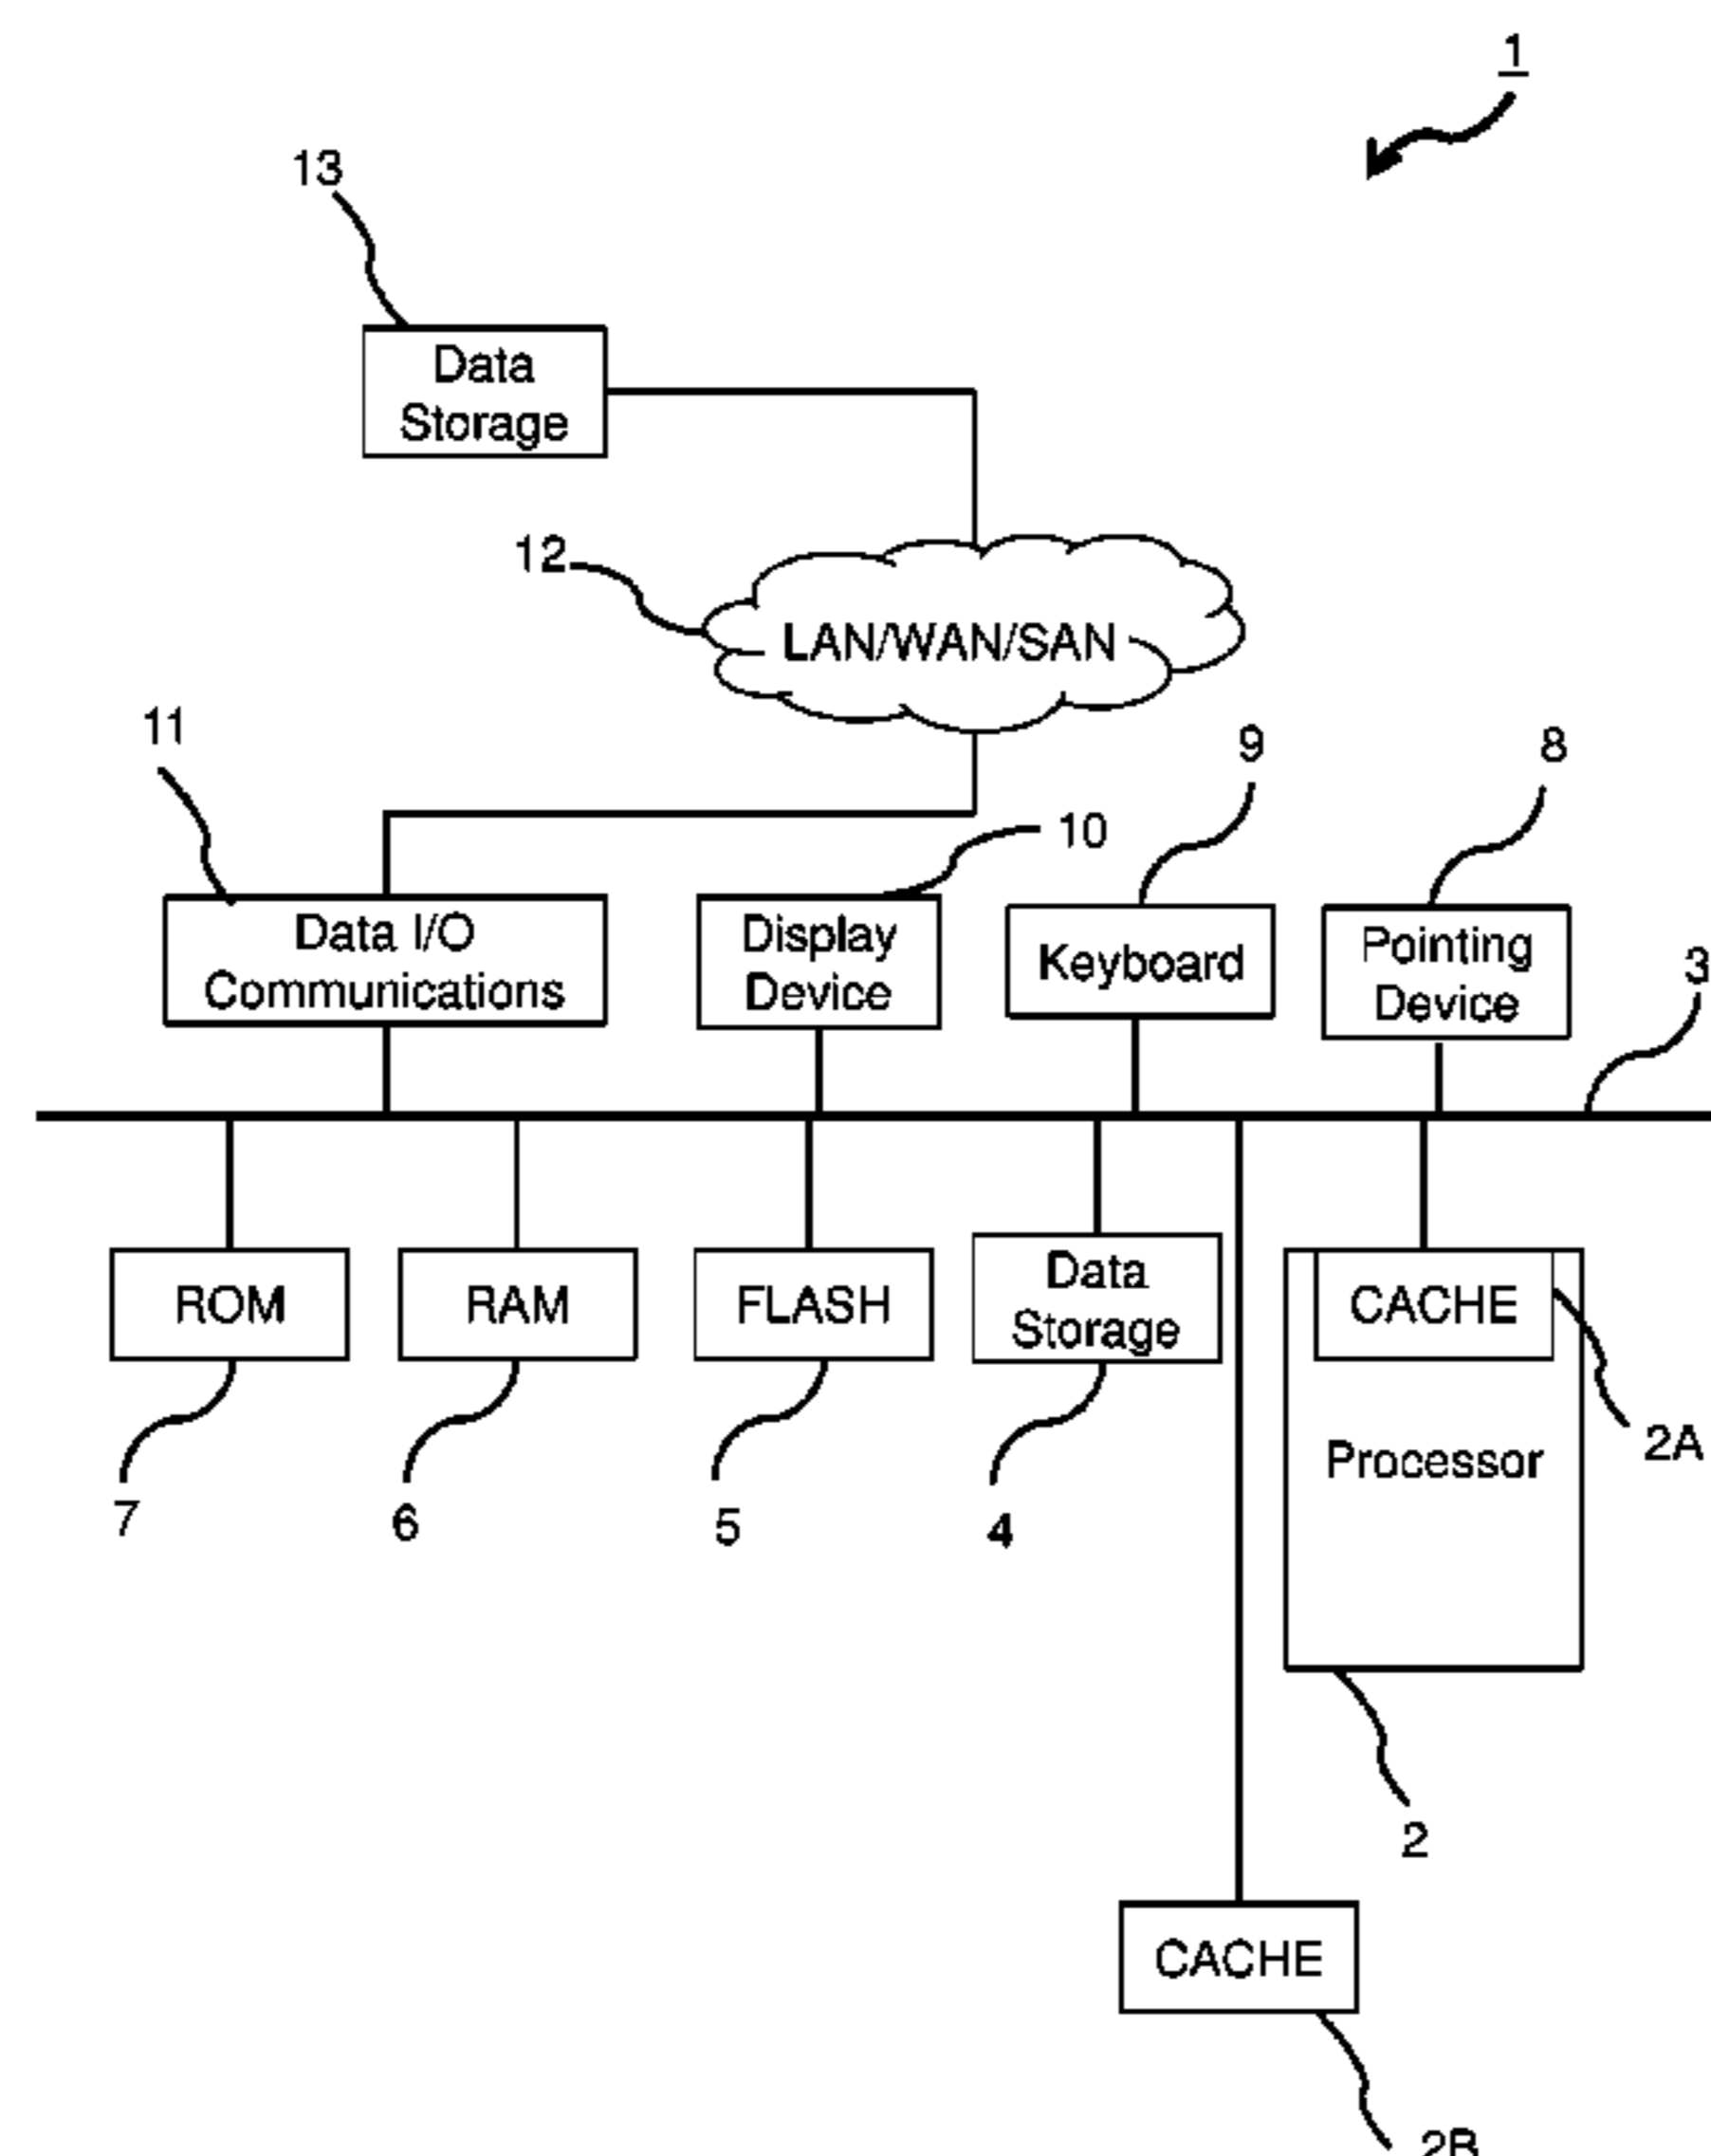 1
13
Data
Storage
12
LAN/WAN/SAN
11
9
8
10
Data I/O
Communications
Display
Device
Keyboard
Pointing
Device
3
ROM
RAM
FLASH
Data
Storage
CACHE
Processor
2A
7
6
5
4
2
CACHE
2B